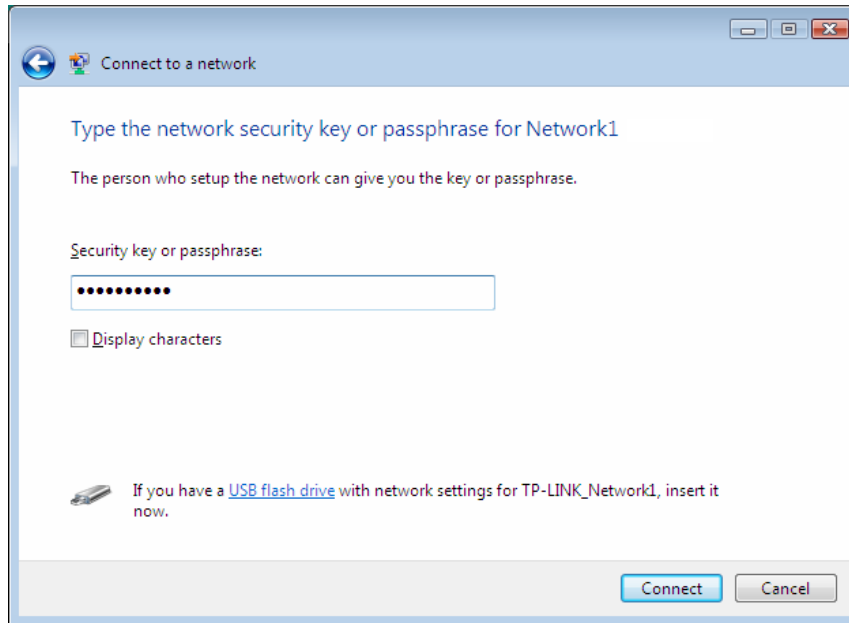 Connect to a network
Type the network security key or passphrase for Network1
The person who setup the network can give you the key or passphrase.
Security key or passphrase:
••••••••••
Display characters
If you have a USB flash drive with network settings for TP-LINK_Network1, insert it
now.
Connect Cancel